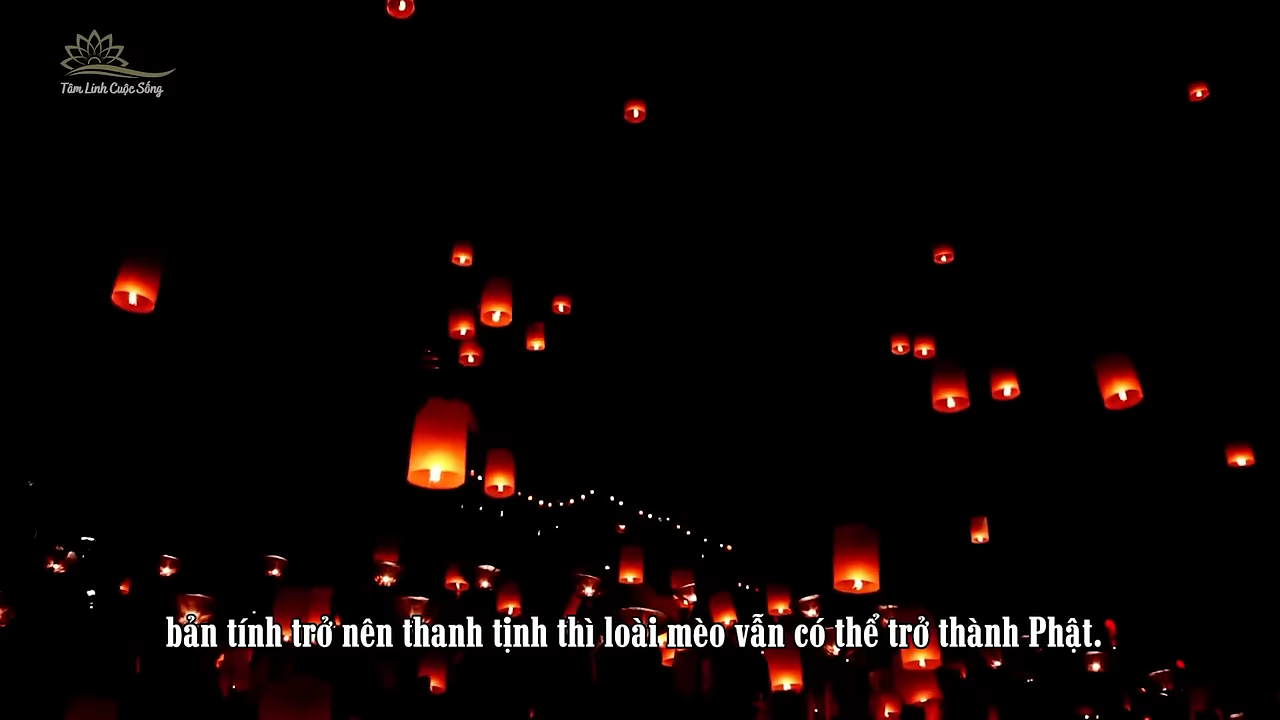 Tâm Linh Cuộc Sống
bản tính trở nên thanh tịnh thì loài mèo vẫn có thể trở thành Phật.